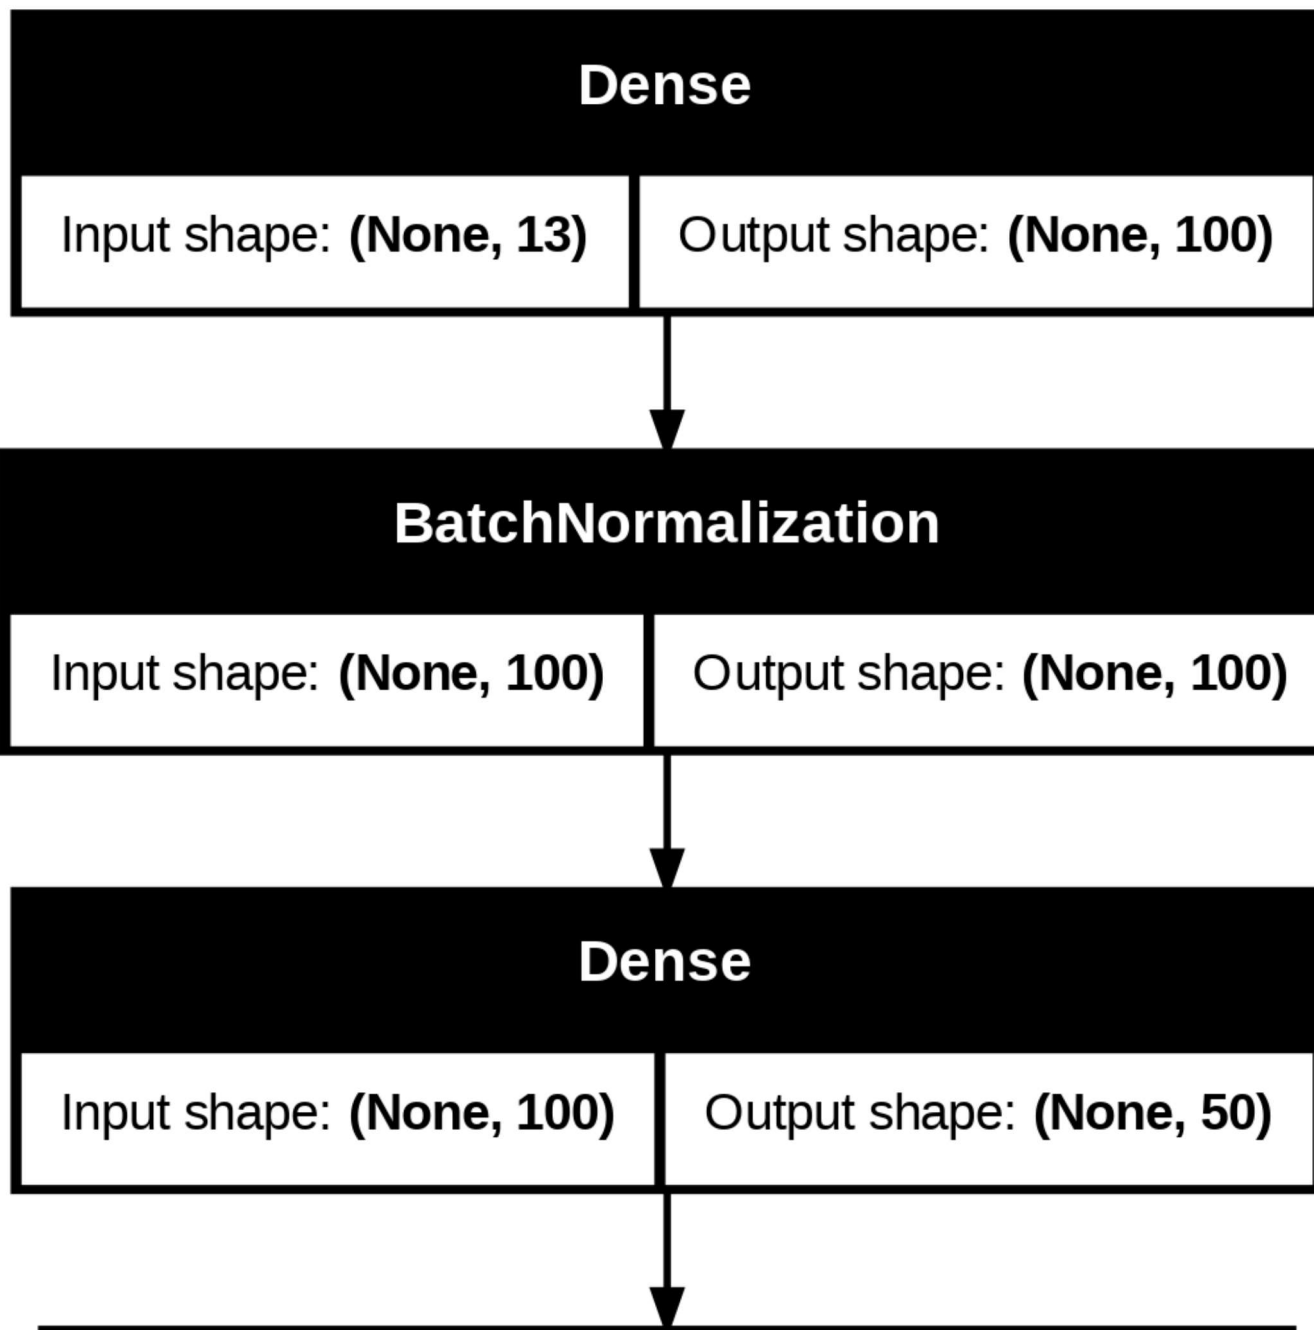 Dense
Input shape: (None, 13) Output shape: (None, 100)
BatchNormalization
Input shape: (None, 100) Output shape: (None, 100)
Dense
Input shape: (None, 100) Output shape: (None, 50)